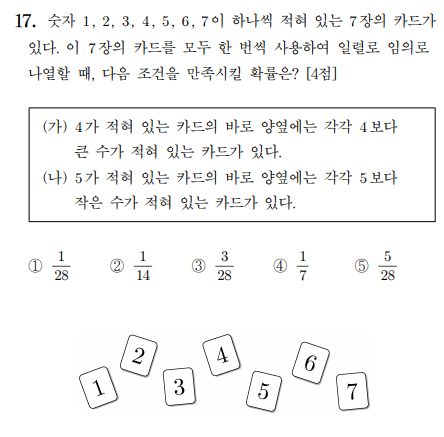 17. 숫자 1, 2, 3, 4, 5, 6, 7이 하나씩 적혀 있는 7장의 카드가
있다. 이 7장의 카드를 모두 한 번씩 사용하여 일렬로 임의로
나열할 때, 다음 조건을 만족시킬 확률은? [4점]
(가) 4가 적혀 있는 카드의 바로 양옆에는 각각 4보다
큰 수가 적혀 있는 카드가 있다.
(나) 5가 적혀 있는 카드의 바로 양옆에는 각각 5보다
작은 수가 적혀 있는 카드가 있다.
① 1/28 ② 1/14 ③ 3/28 ④ 1/7 ⑤ 5/28
1 2 3 4 5 6 7